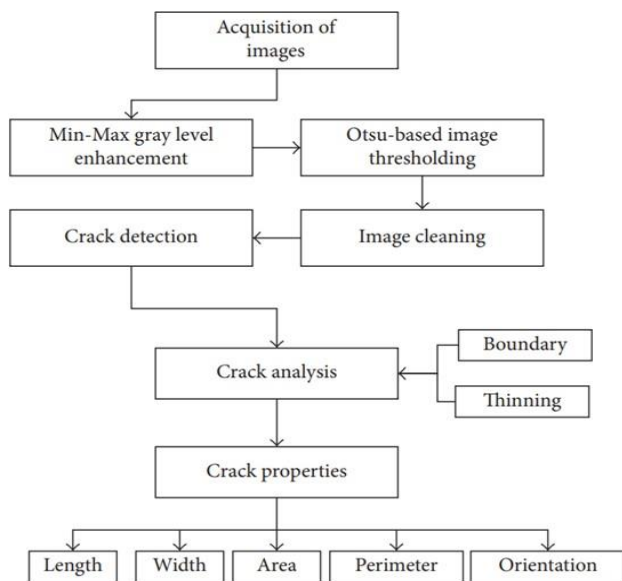 Acquisition of
images
Min-Max gray level
enhancement
Otsu-based image
thresholding
Crack detection
Image cleaning
Boundary
Crack analysis
Thinning
Crack properties
Length
Width
Area
Perimeter
Orientation